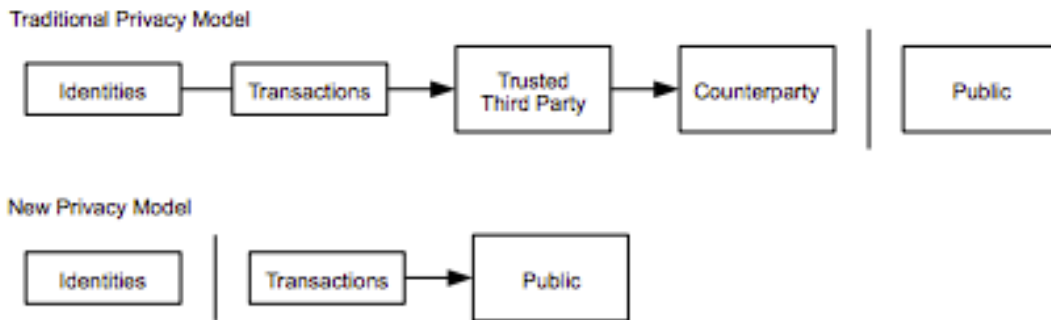 Traditional Privacy Model
Identities
Transactions
Trusted
Third Party
Counterparty
Public
New Privacy Model
Identities
Transactions
Public